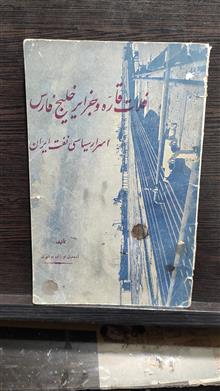 فلات قاره و جزایر خلیج فارس
اسرار سیاسی نفت ایران
تألیف